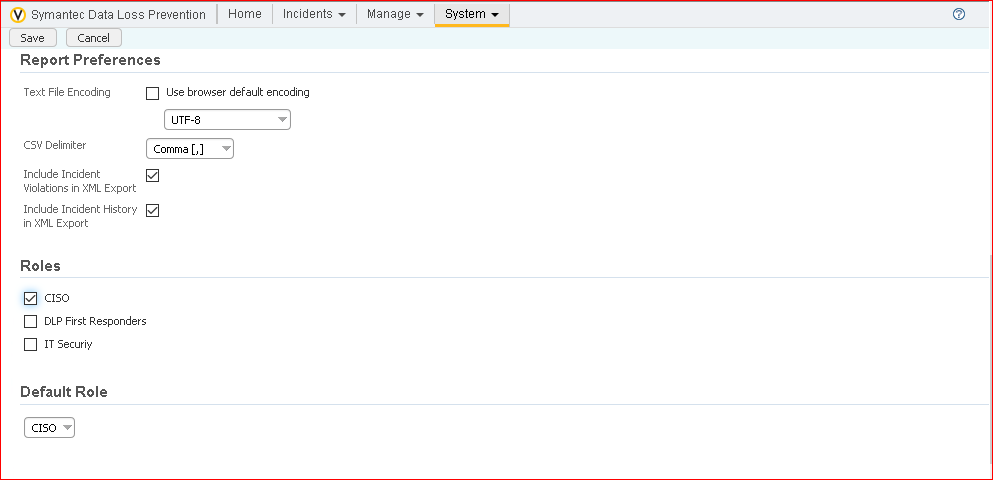 Symantec Data Loss Prevention Home Incidents Manage System
Save Cancel
Report Preferences
Text File Encoding Use browser default encoding
UTF-8
CSV Delimiter Comma [,]
Include Incident
Violations in XML Export
Include Incident History
in XML Export
Roles
CISO
DLP First Responders
IT Securiy
Default Role
CISO